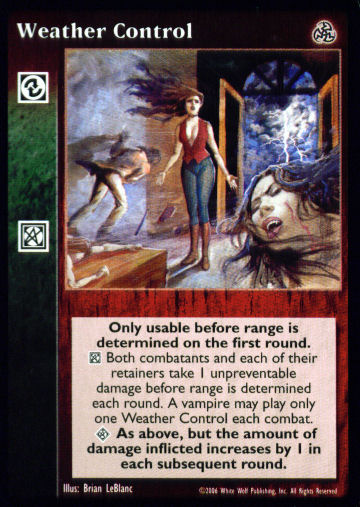 Weather Control
Only usable before range is
determined on the first round.
Both combatants and each of their
retainers take 1 unpreventable
damage before range is determined
each round. A vampire may play only
one Weather Control each combat.
As above, but the amount of
damage inflicted increases by 1 in
each subsequent round.
Illus: Brian LeBlanc
©2006 White Wolf Publishing, Inc. All Rights Reserved